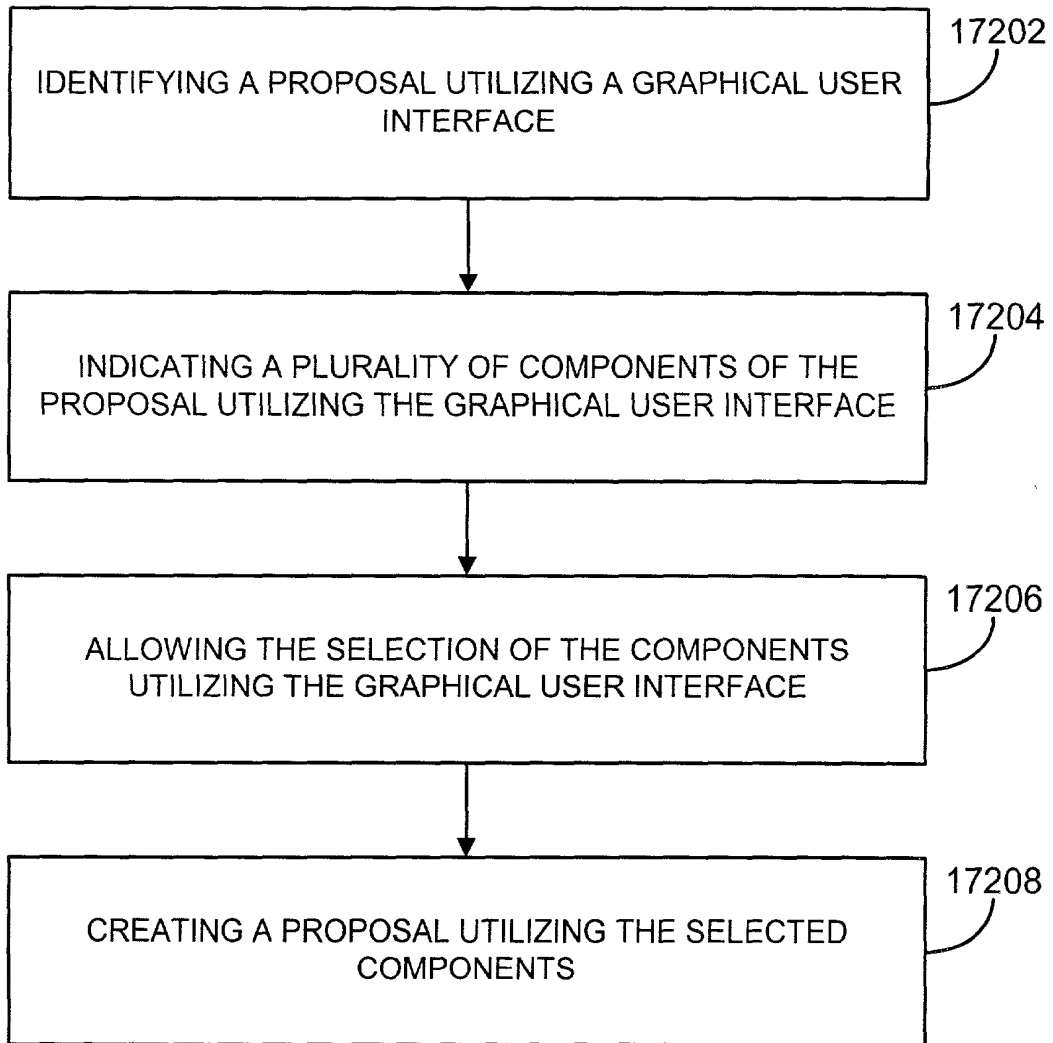 17202
IDENTIFYING A PROPOSAL UTILIZING A GRAPHICAL USER
INTERFACE
17204
INDICATING A PLURALITY OF COMPONENTS OF THE
PROPOSAL UTILIZING THE GRAPHICAL USER INTERFACE
17206
ALLOWING THE SELECTION OF THE COMPONENTS
UTILIZING THE GRAPHICAL USER INTERFACE
17208
CREATING A PROPOSAL UTILIZING THE SELECTED
COMPONENTS